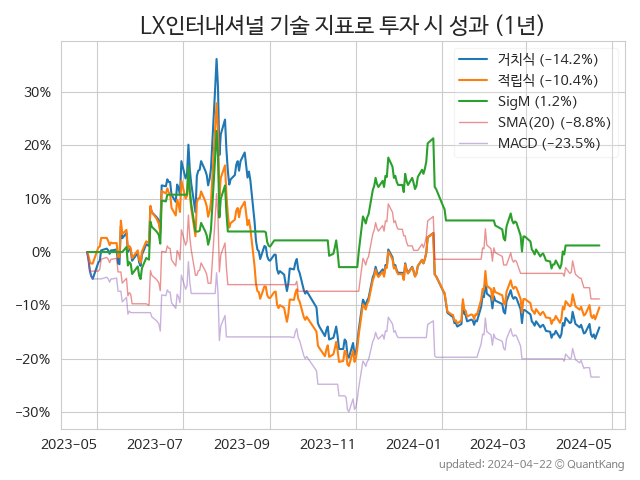 LX인터내셔널 기술 지표로 투자 시 성과 (1년)
거치식 (−14.2%)
적립식 (−10.4%)
SigM (1.2%)
SMA(20) (−8.8%)
MACD (−23.5%)
30%
20%
10%
0%
−10%
−20%
−30%
2023−05 2023−07 2023−09 2023−11 2024−01 2024−03 2024−05
updated: 2024−04−22 © QuantKang